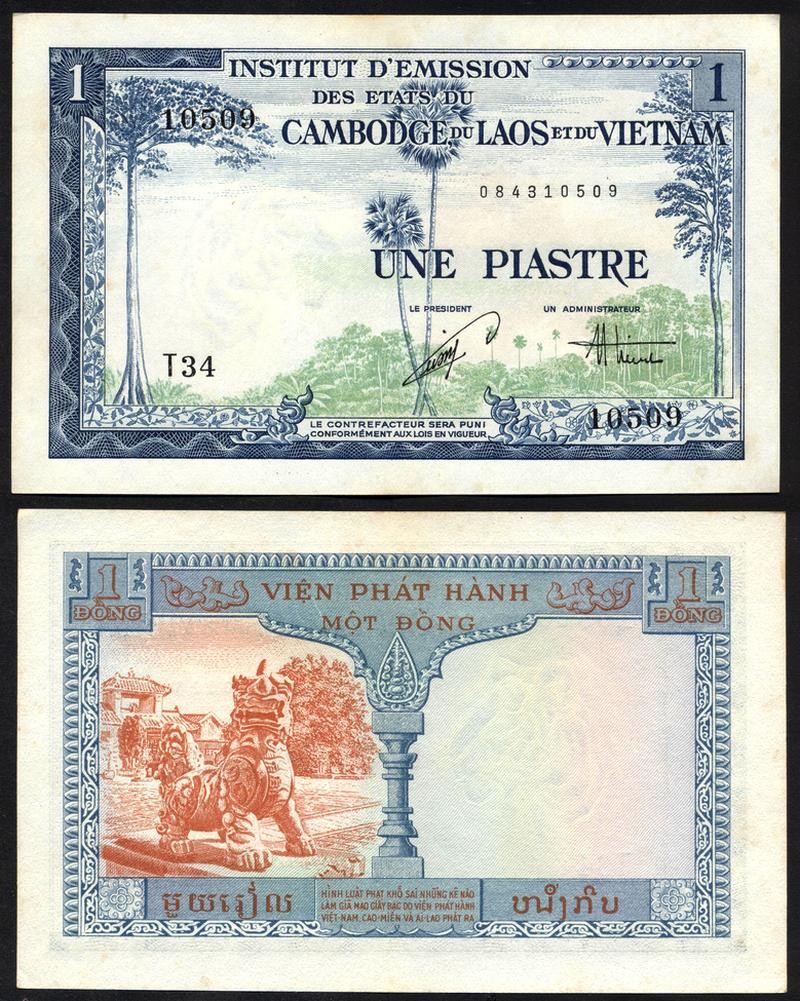 1
INSTITUT D'EMISSION
1
DES ETATS DU
10509
CAMBODGE, DU LAOS ET DU VIETNAM
084310509
UNE PIASTRE
LE PRESIDENT
UN ADMINISTRATEUR
T34
10509
LE CONTREFACTEUR SERA PUNI
CONFORMÉMENT AUX LOIS EN VIGUEUR
1
ĐỒNG
VIỆN PHÁT HÀNH
1
ĐỒNG
MỘT ĐỒNG
មួយរៀល
HÌNH LUẬT PHẠT KHỔ SAI NHỮNG KẺ NÀO
LÀM GIẢ MẠO GIẤY BẠC DO VIỆN PHÁT HÀNH
VIỆT-NAM, CAO-MIÊN VÀ AI-LAO PHÁT RA
ໜຶ່ງກີບ